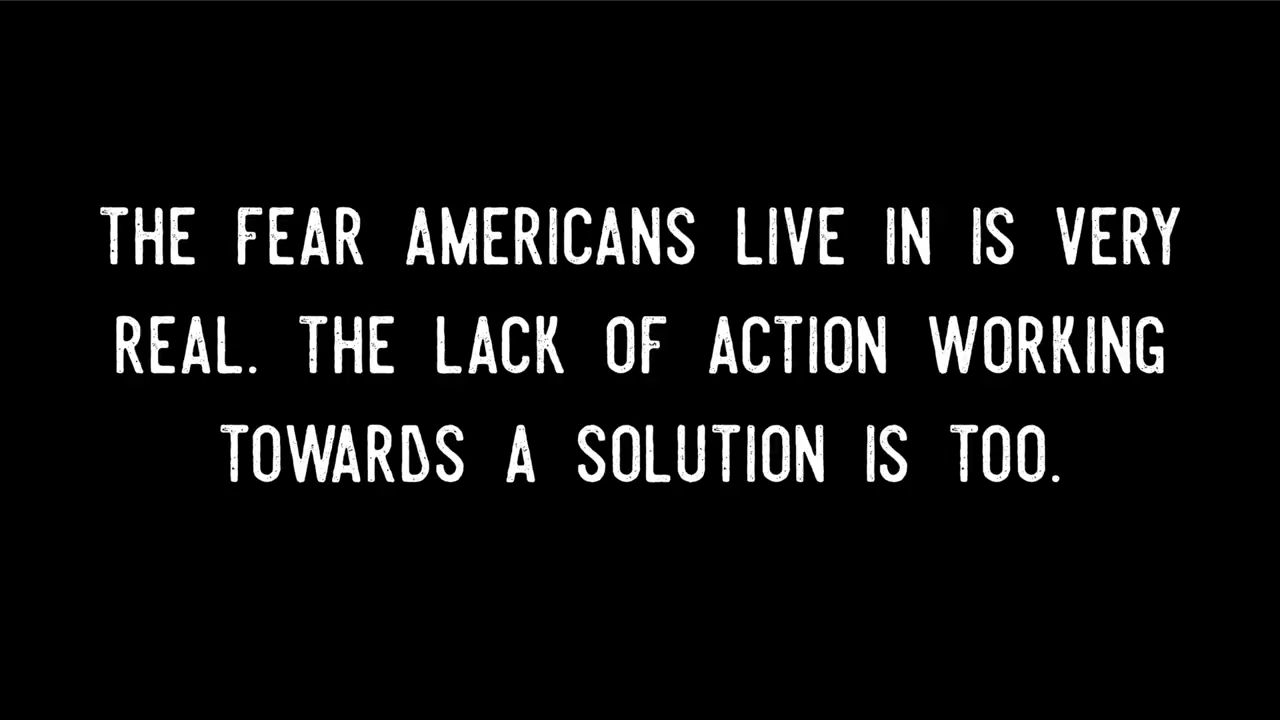 THE FEAR AMERICANS LIVE IN IS VERY
REAL. THE LACK OF ACTION WORKING
TOWARDS A SOLUTION IS TOO.